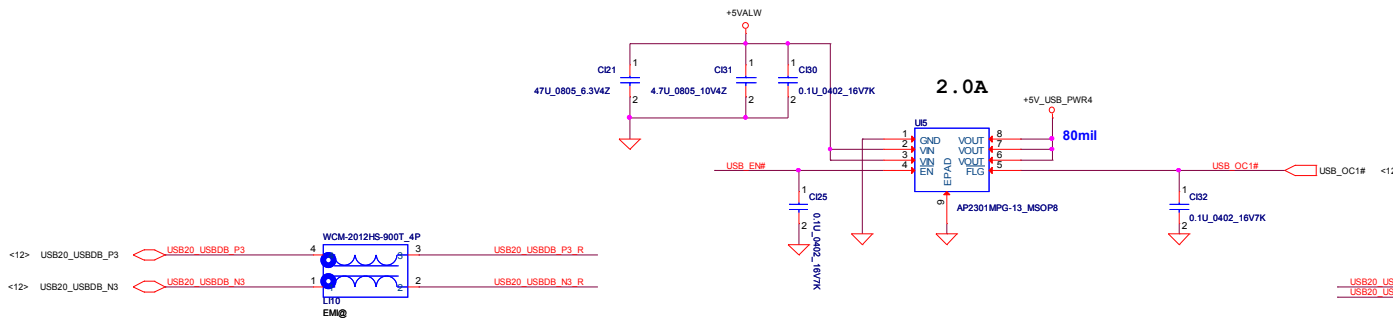 +5VALW
CI21
1
2
47U_0805_6.3V4Z
CI31
1
2
4.7U_0805_10V4Z
CI30
1
2
0.1U_0402_16V7K
2.0A
+5V_USB_PWR4
80mil
UI5
1 GND VOUT 8
2 VIN VOUT 7
3 VIN VOUT 6
4 EN FLG 5
EPAD
9
AP2301MPG-13_MSOP8
USB_EN#
CI25
1
2
0.1U_0402_16V7K
USB_OC1#
USB_OC1#
CI32
1
2
0.1U_0402_16V7K
WCM-2012HS-900T_4P
<12> USB20_USBDB_P3 USB20_USBDB_P3 4 3 USB20_USBDB_P3_R
<12> USB20_USBDB_N3 USB20_USBDB_N3 1 2 USB20_USBDB_N3_R
LI10
EMI@